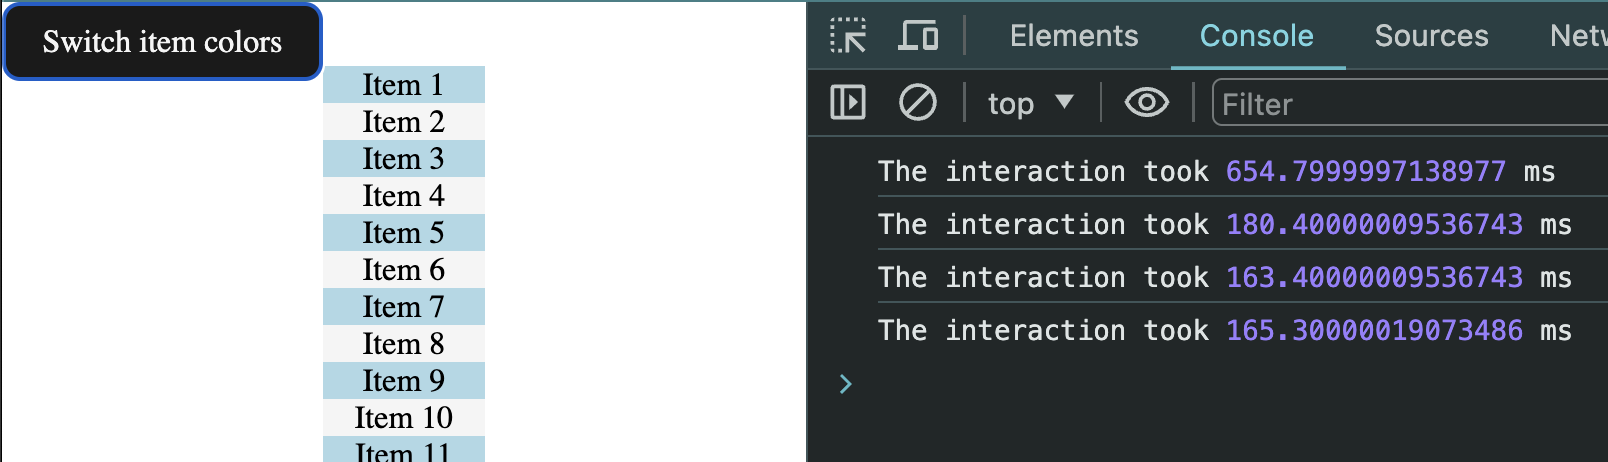 Switch item colors
Item 1
Item 2
Item 3
Item 4
Item 5
Item 6
Item 7
Item 8
Item 9
Item 10
Item 11
Elements Console Sources Netw
top Filter
The interaction took 654.7999997138977 ms
The interaction took 180.40000009536743 ms
The interaction took 163.40000009536743 ms
The interaction took 165.30000019073486 ms